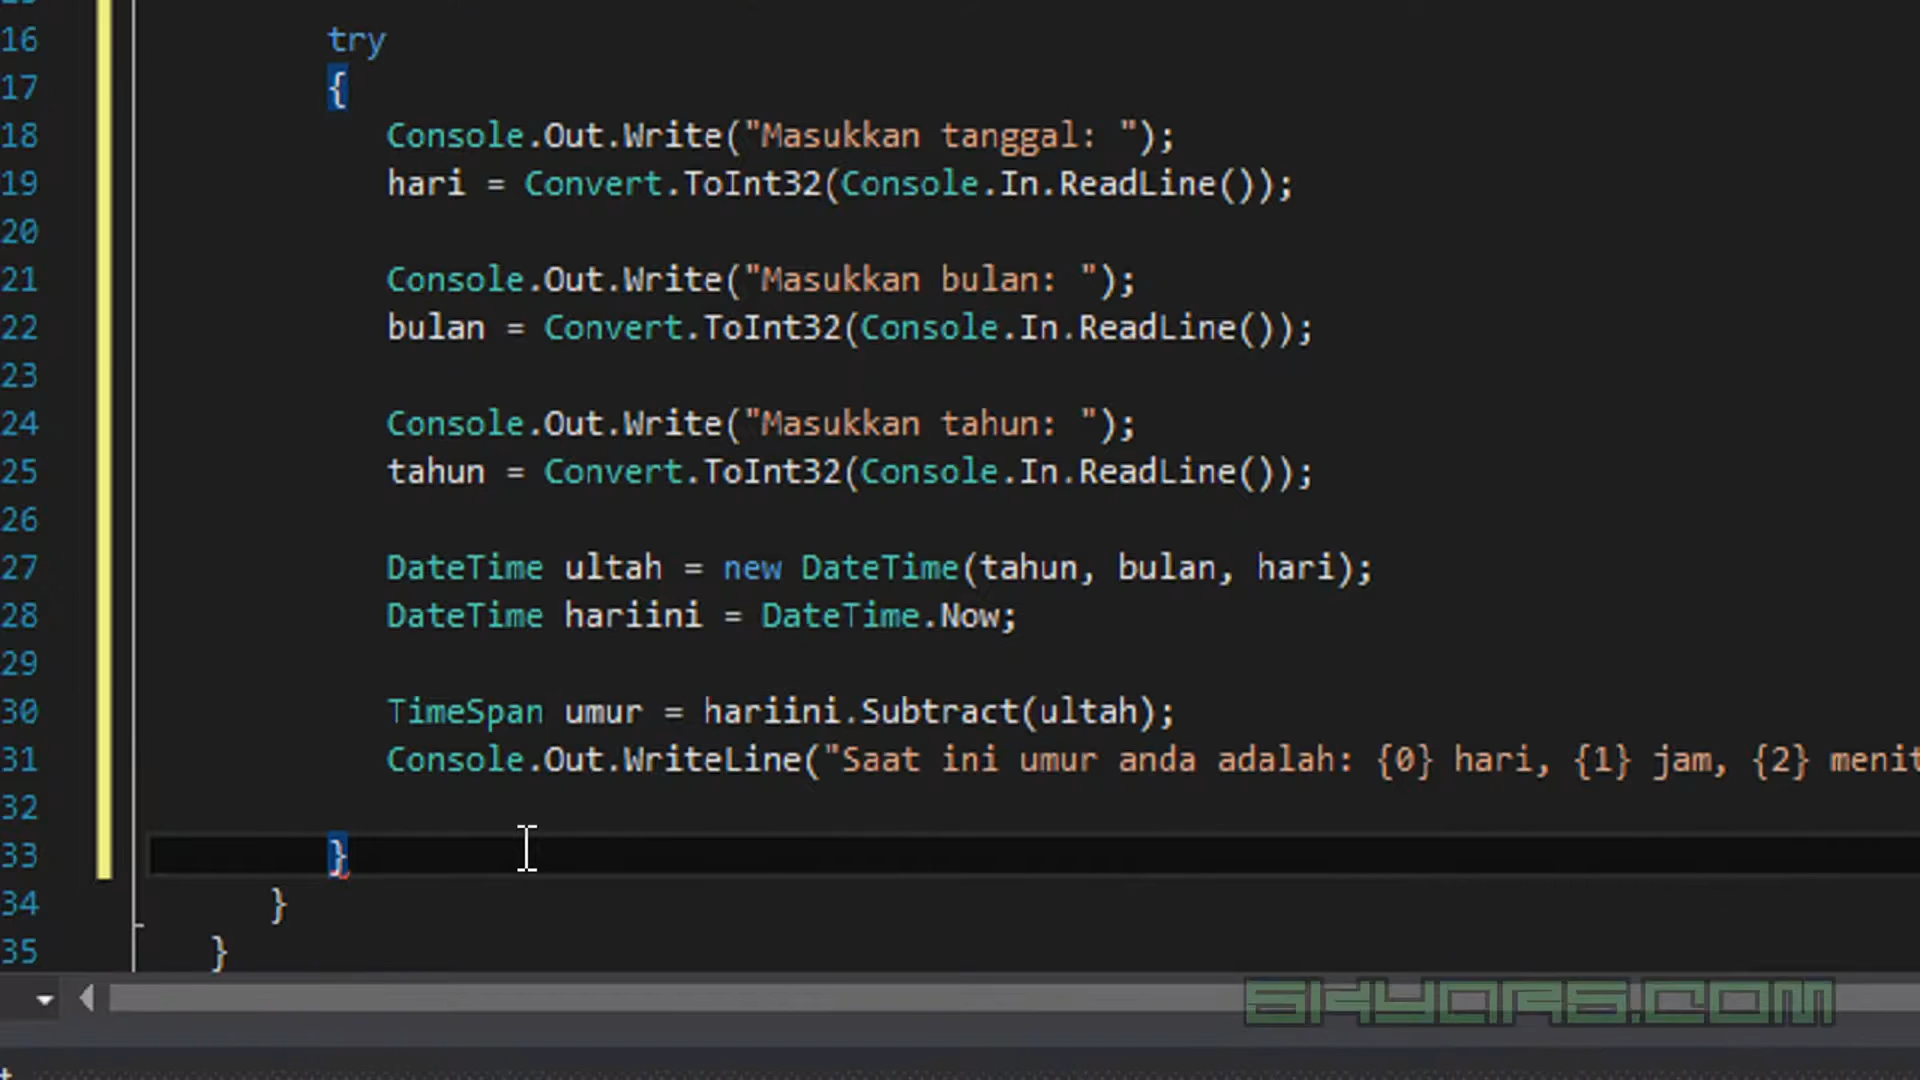 16 try
17 {
18 Console.Out.Write("Masukkan tanggal: ");
19 hari = Convert.ToInt32(Console.In.ReadLine());
20
21 Console.Out.Write("Masukkan bulan: ");
22 bulan = Convert.ToInt32(Console.In.ReadLine());
23
24 Console.Out.Write("Masukkan tahun: ");
25 tahun = Convert.ToInt32(Console.In.ReadLine());
26
27 DateTime ultah = new DateTime(tahun, bulan, hari);
28 DateTime hariini = DateTime.Now;
29
30 TimeSpan umur = hariini.Subtract(ultah);
31 Console.Out.WriteLine("Saat ini umur anda adalah: {0} hari, {1} jam, {2} menit
32
33 }
34 }
35 }